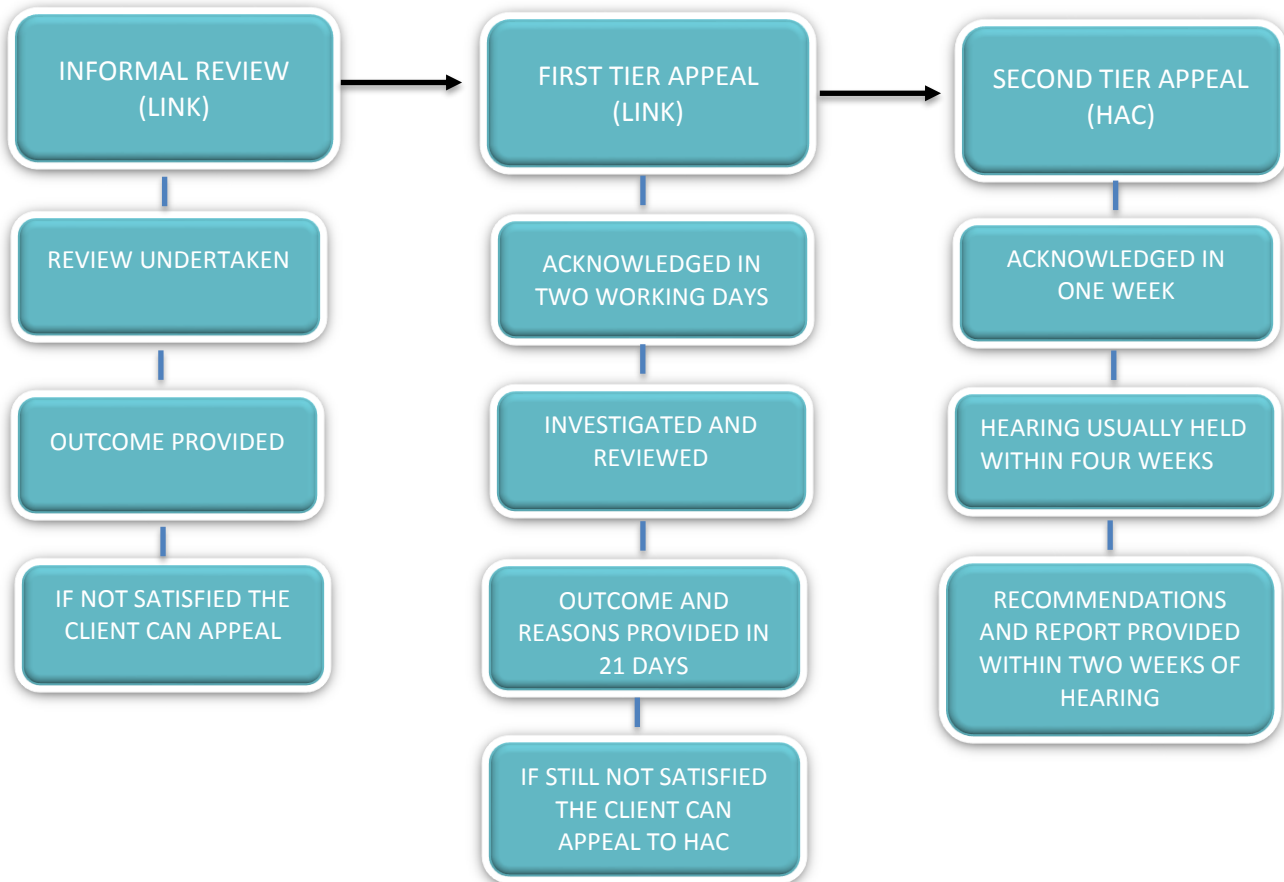 INFORMAL REVIEW
(LINK)
REVIEW UNDERTAKEN
OUTCOME PROVIDED
IF NOT SATISFIED THE
CLIENT CAN APPEAL
FIRST TIER APPEAL
(LINK)
ACKNOWLEDGED IN
TWO WORKING DAYS
INVESTIGATED AND
REVIEWED
OUTCOME AND
REASONS PROVIDED IN
21 DAYS
IF STILL NOT SATISFIED
THE CLIENT CAN
APPEAL TO HAC
SECOND TIER APPEAL
(HAC)
ACKNOWLEDGED IN
ONE WEEK
HEARING USUALLY HELD
WITHIN FOUR WEEKS
RECOMMENDATIONS
AND REPORT PROVIDED
WITHIN TWO WEEKS OF
HEARING